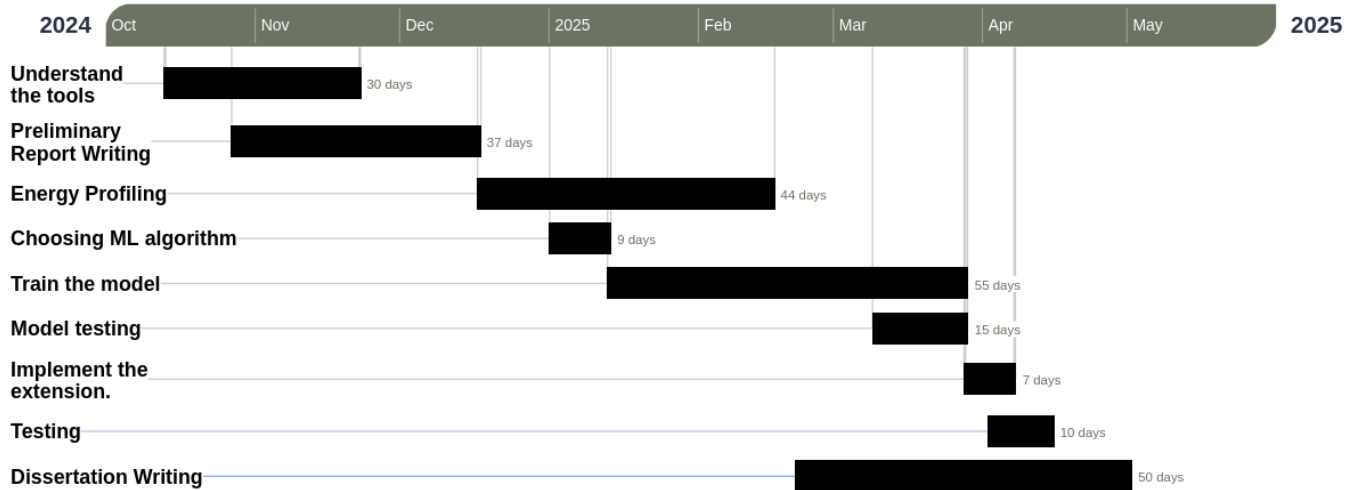 2024 Oct Nov Dec 2025 Feb Mar Apr May 2025
Understand
the tools
30 days
Preliminary
Report Writing
37 days
Energy Profiling 44 days
Choosing ML algorithm 9 days
Train the model 55 days
Model testing 15 days
Implement the
extension.
7 days
Testing 10 days
Dissertation Writing 50 days